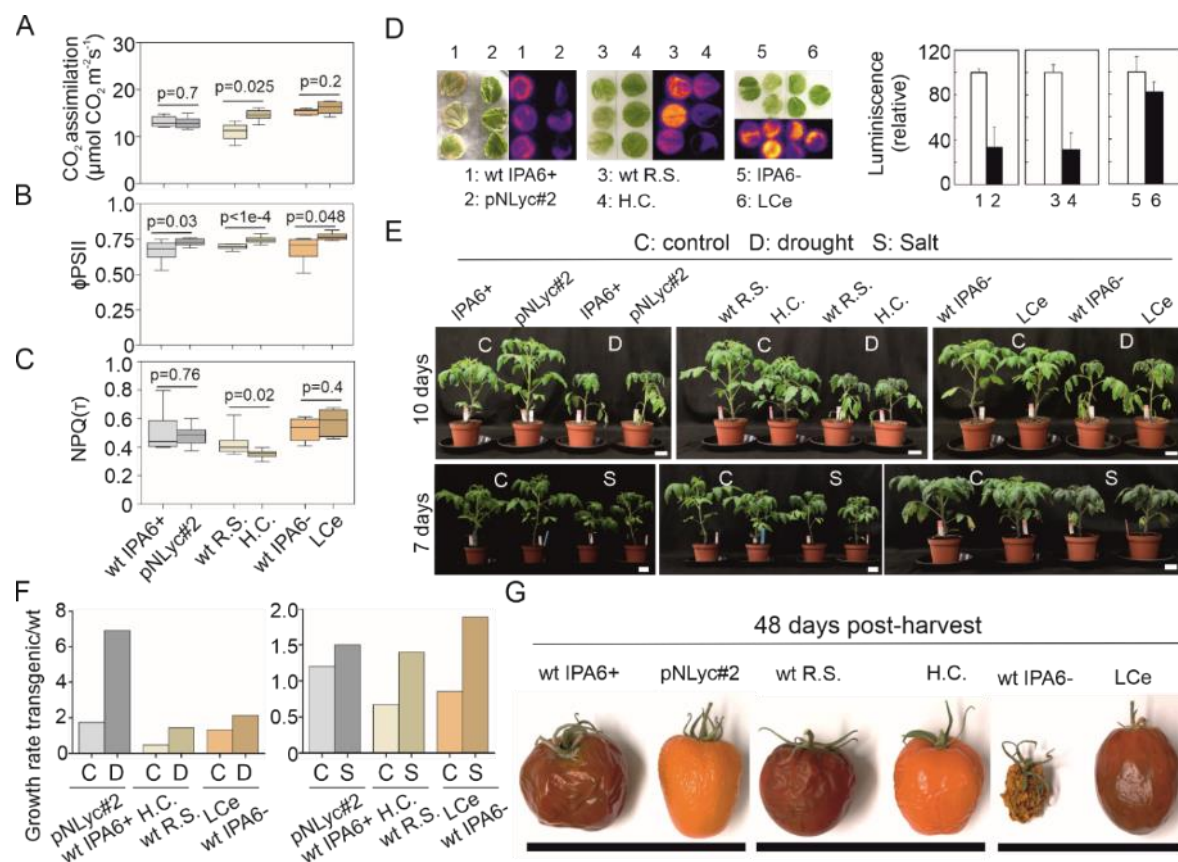 A
CO2 assimilation
(µmol CO2 m-2s-1)
30
20
10
0
p=0.7
p=0.025
p=0.2
B
ϕPSII
1.00
0.75
0.50
0.25
0
p=0.03
p<1e-4
p=0.048
C
NPQ(T)
1.0
0.8
0.6
0.4
0.2
0
p=0.76
p=0.02
p=0.4
wt IPA6+
pNLyc#2
wt R.S.
H.C.
wt IPA6-
LCe
D
1 2 1 2 3 4 3 4 5 6
1: wt IPA6+ 3: wt R.S. 5: IPA6-
2: pNLyc#2 4: H.C. 6: LCe
Luminiscence
(relative)
120
80
40
0
1 2 3 4 5 6
E
C: control D: drought S: Salt
IPA6+ pNLyc#2 IPA6+ pNLyc#2 wt R.S. H.C. wt R.S. H.C. wt IPA6- LCe wt IPA6- LCe
10 days
C D C D C D
7 days
C S C S C S
F
Growth rate transgenic/wt
8
6
4
2
0
C D C D C D
pNLyc#2 H.C. LCe
wt IPA6+ wt R.S. wt IPA6-
2.0
1.5
1.0
0.5
0.0
C S C S C S
pNLyc#2 H.C. LCe
wt IPA6+ wt R.S. wt IPA6-
G
48 days post-harvest
wt IPA6+ pNLyc#2 wt R.S. H.C. wt IPA6- LCe